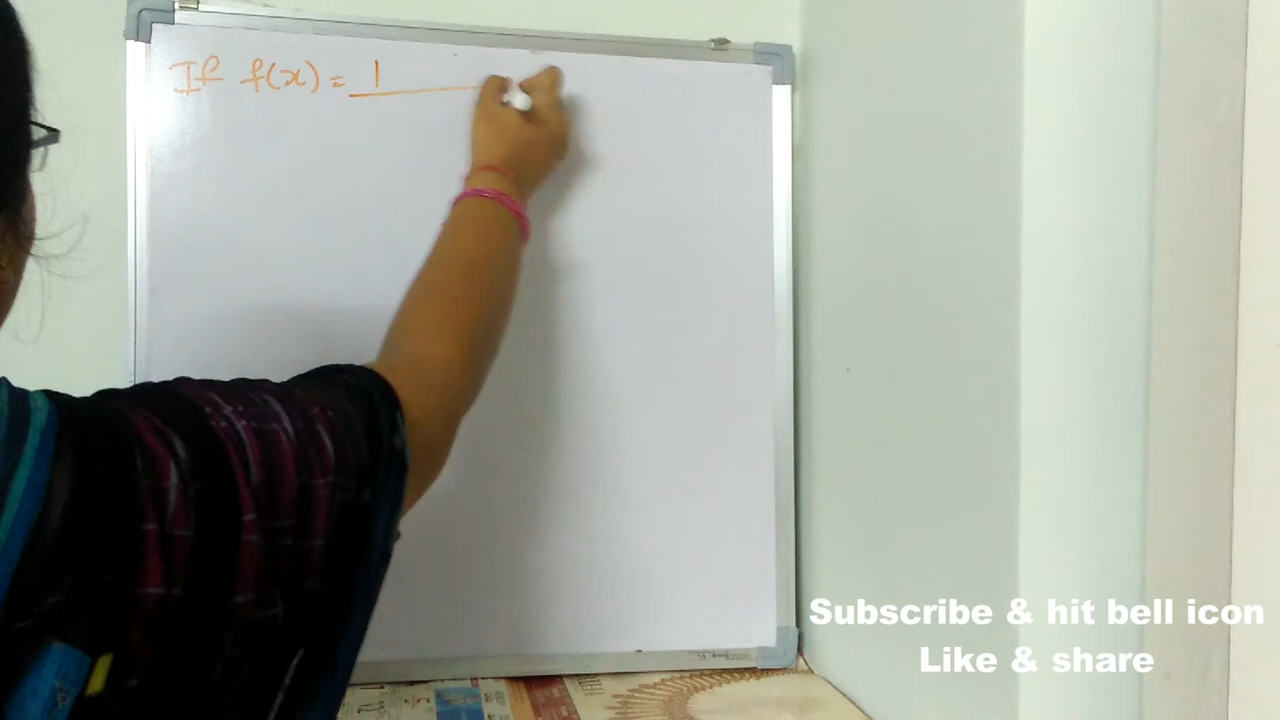 If f(x) = 1
Subscribe & hit bell icon
Like & share